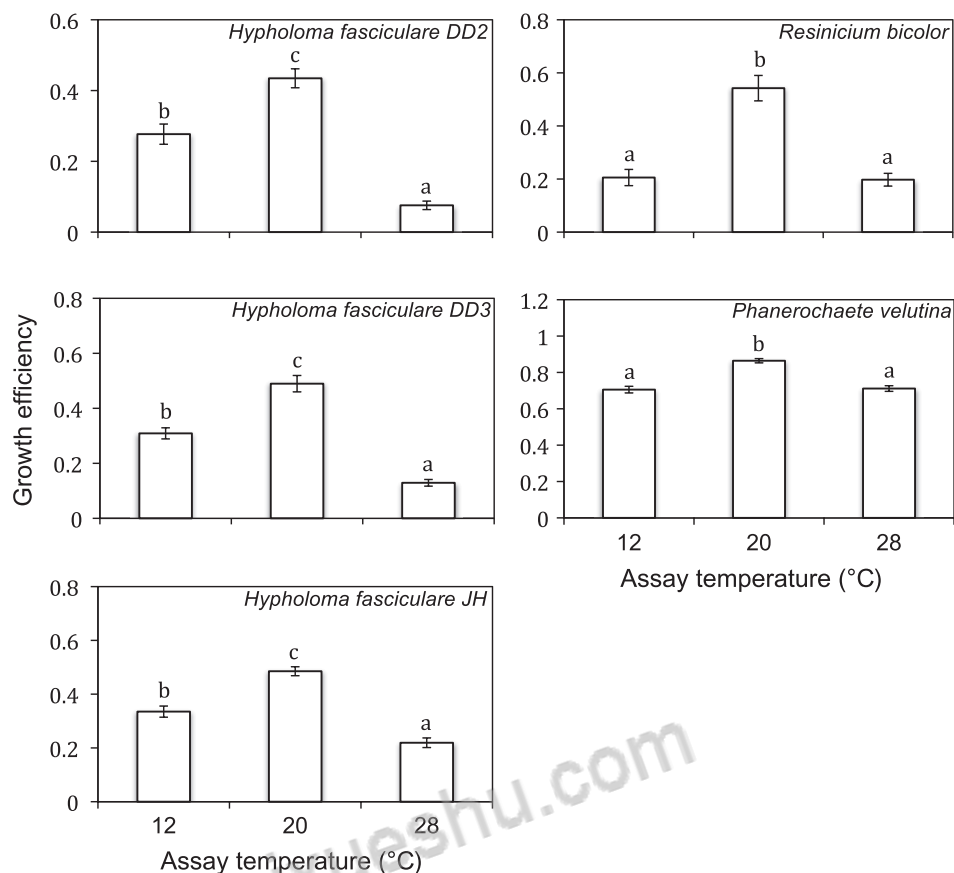 Growth efficiency
Hypholoma fasciculare DD2
0.6
0.4
0.2
0
b
c
a
Resinicium bicolor
0.8
0.6
0.4
0.2
0
a
b
a
Hypholoma fasciculare DD3
0.8
0.6
0.4
0.2
0
b
c
a
Phanerochaete velutina
1.2
1
0.8
0.6
0.4
0.2
0
a
b
a
12 20 28
Assay temperature (°C)
Hypholoma fasciculare JH
0.8
0.6
0.4
0.2
0
b
c
a
12 20 28
Assay temperature (°C)